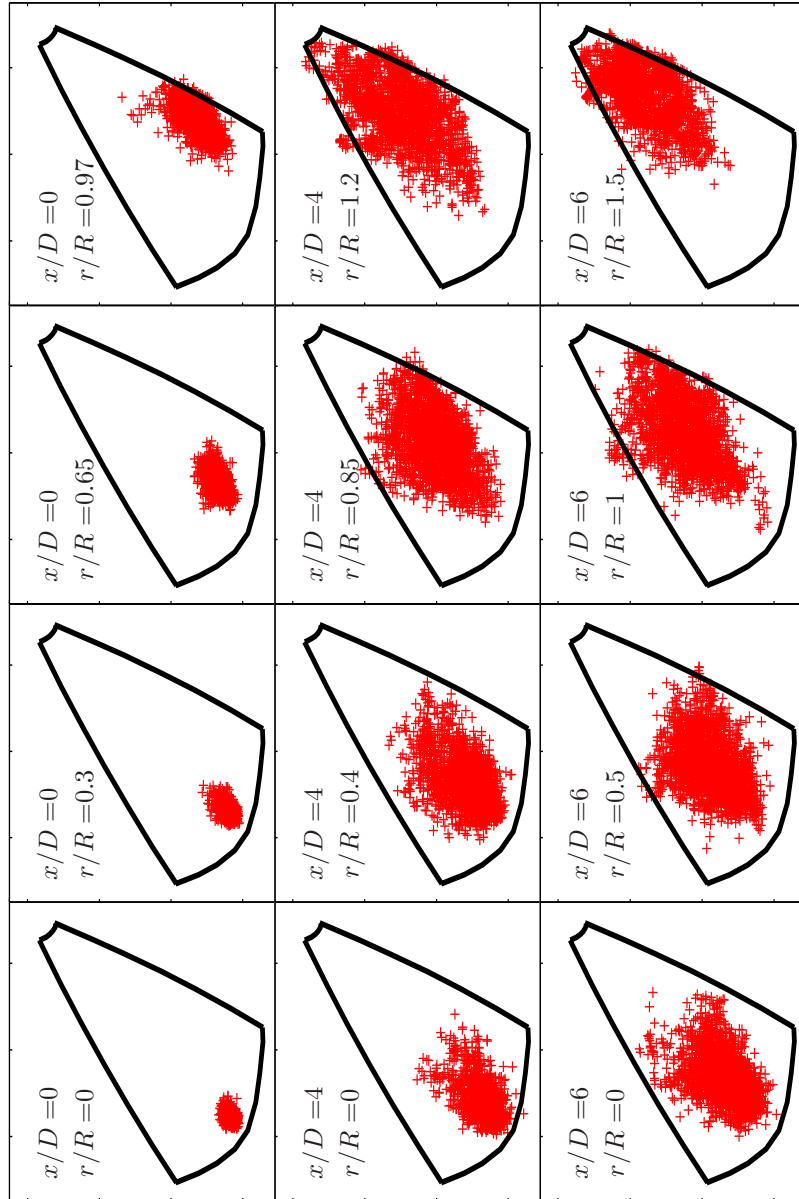 x/D =0
r/R =0
x/D =0
r/R =0.3
x/D =0
r/R =0.65
x/D =0
r/R =0.97
x/D =4
r/R =0
x/D =4
r/R =0.4
x/D =4
r/R =0.85
x/D =4
r/R =1.2
x/D =6
r/R =0
x/D =6
r/R =0.5
x/D =6
r/R =1
x/D =6
r/R =1.5